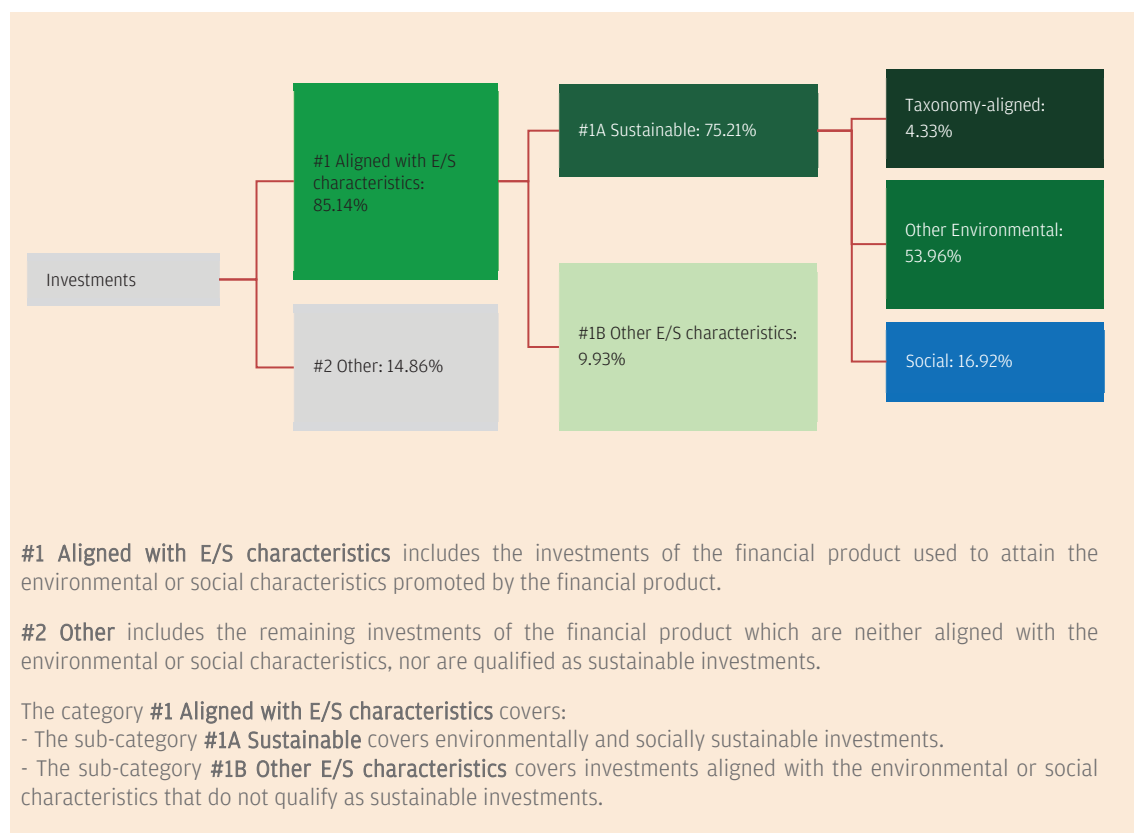 Investments
#1 Aligned with E/S
characteristics:
85.14%
#2 Other: 14.86%
#1A Sustainable: 75.21%
#1B Other E/S characteristics:
9.93%
Taxonomy-aligned:
4.33%
Other Environmental:
53.96%
Social: 16.92%
#1 Aligned with E/S characteristics includes the investments of the financial product used to attain the
environmental or social characteristics promoted by the financial product.
#2 Other includes the remaining investments of the financial product which are neither aligned with the
environmental or social characteristics, nor are qualified as sustainable investments.
The category #1 Aligned with E/S characteristics covers:
- The sub-category #1A Sustainable covers environmentally and socially sustainable investments.
- The sub-category #1B Other E/S characteristics covers investments aligned with the environmental or social
characteristics that do not qualify as sustainable investments.